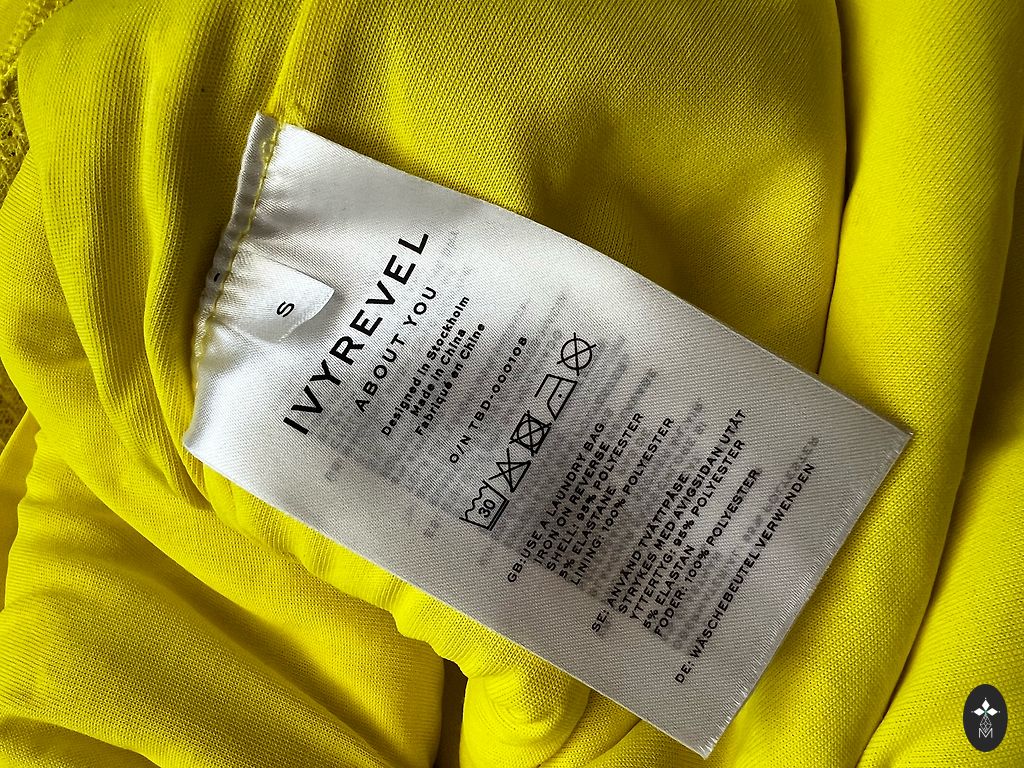 S
IVYREVEL
ABOUT YOU
Designed in Stockholm
Made in China
Fabriqué en Chine
O/N TBD-000108
30
GB: USE A LAUNDRY BAG
IRON ON REVERSE
SHELL: 95% POLYESTER
5% ELASTANE
LINING: 100% POLYESTER
SE: ANVÄND TVÄTTPÅSE
STRYKES MED AVGSIDAN UTÅT
YTTERTYG: 95% POLYESTER
5% ELASTAN
FODER: 100% POLYESTER
DE: WÄSCHEBEUTEL VERWENDEN
M